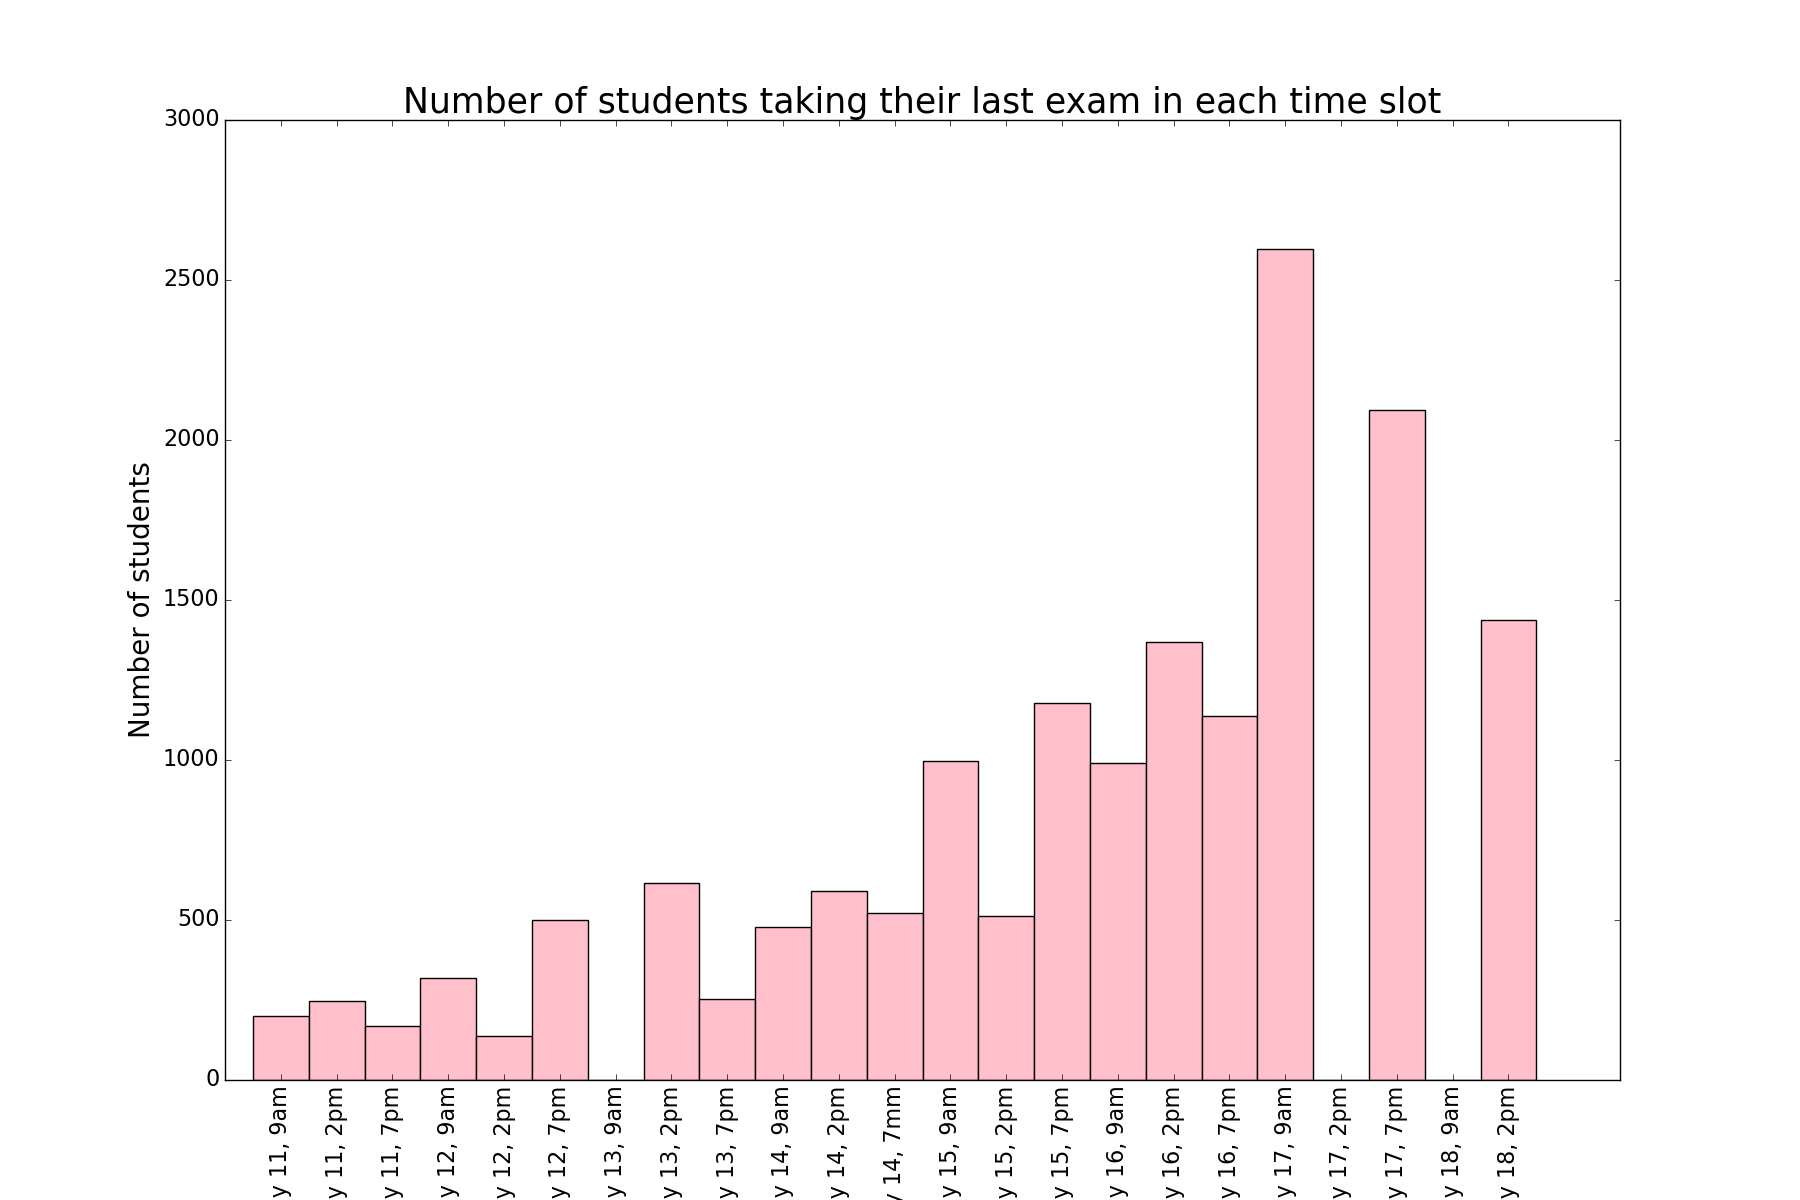 Number of students taking their last exam in each time slot
3000
2500
2000
1500
1000
500
0
Number of students
y 11, 9am
y 11, 2pm
y 11, 7pm
y 12, 9am
y 12, 2pm
y 12, 7pm
y 13, 9am
y 13, 2pm
y 13, 7pm
y 14, 9am
y 14, 2pm
y 14, 7mm
y 15, 9am
y 15, 2pm
y 15, 7pm
y 16, 9am
y 16, 2pm
y 16, 7pm
y 17, 9am
y 17, 2pm
y 17, 7pm
y 18, 9am
y 18, 2pm